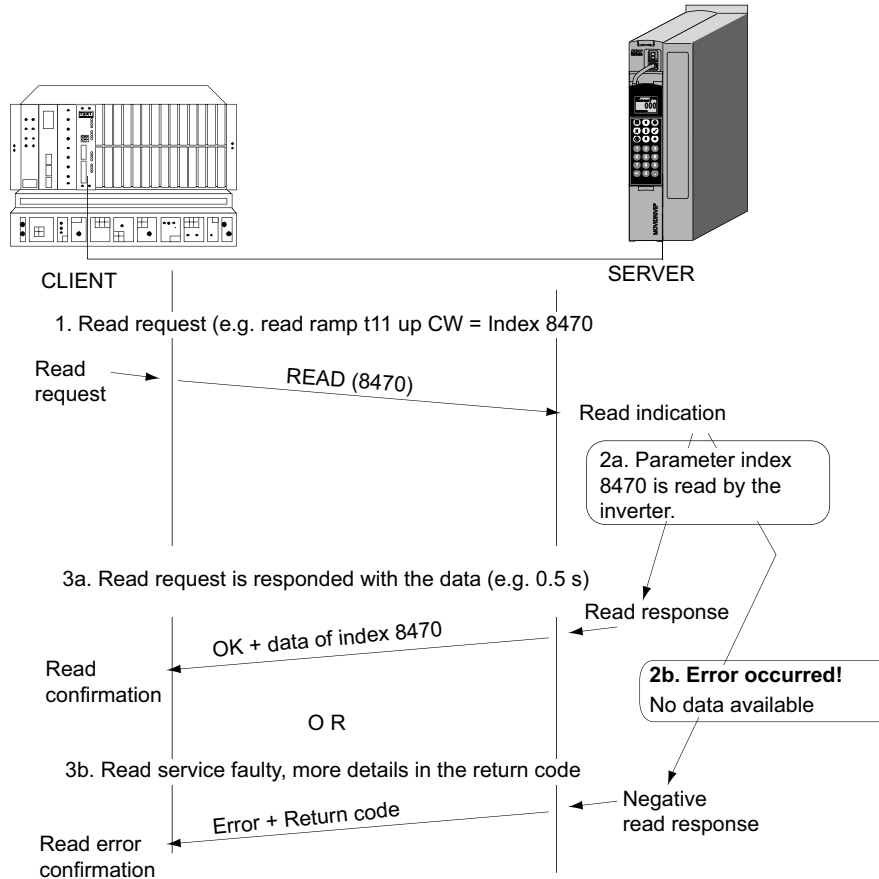 000
MOVIDRIVE®
CLIENT
SERVER
1. Read request (e.g. read ramp t11 up CW = Index 8470
Read
request
READ (8470)
Read indication
2a. Parameter index
8470 is read by the
inverter.
3a. Read request is responded with the data (e.g. 0.5 s)
Read response
OK + data of index 8470
Read
confirmation
2b. Error occurred!
No data available
O R
3b. Read service faulty, more details in the return code
Negative
read response
Error + Return code
Read error
confirmation